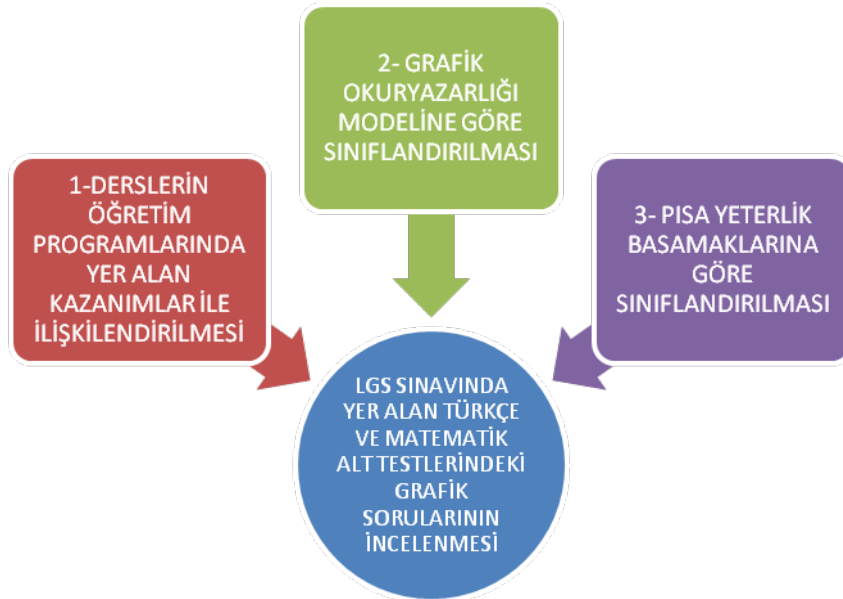 1-DERSLERİN
ÖĞRETİM
PROGRAMLARINDA
YER ALAN
KAZANIMLAR İLE
İLİŞKİLENDİRİLMESİ
2- GRAFİK
OKURYAZARLIĞI
MODELİNE GÖRE
SINIFLANDIRILMASI
3- PISA YETERLİK
BASAMAKLARINA
GÖRE
SINIFLANDIRILMASI
LGS SINAVINDA
YER ALAN TÜRKÇE
VE MATEMATİK
ALT TESTLERİNDEKİ
GRAFİK
SORULARININ
İNCELENMESİ